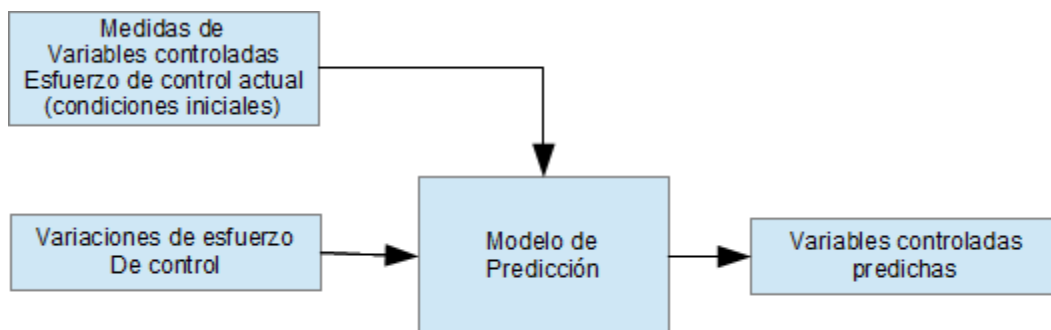 Medidas de
Variables controladas
Esfuerzo de control actual
(condiciones iniciales)
Variaciones de esfuerzo
De control
Modelo de
Predicción
Variables controladas
predichas